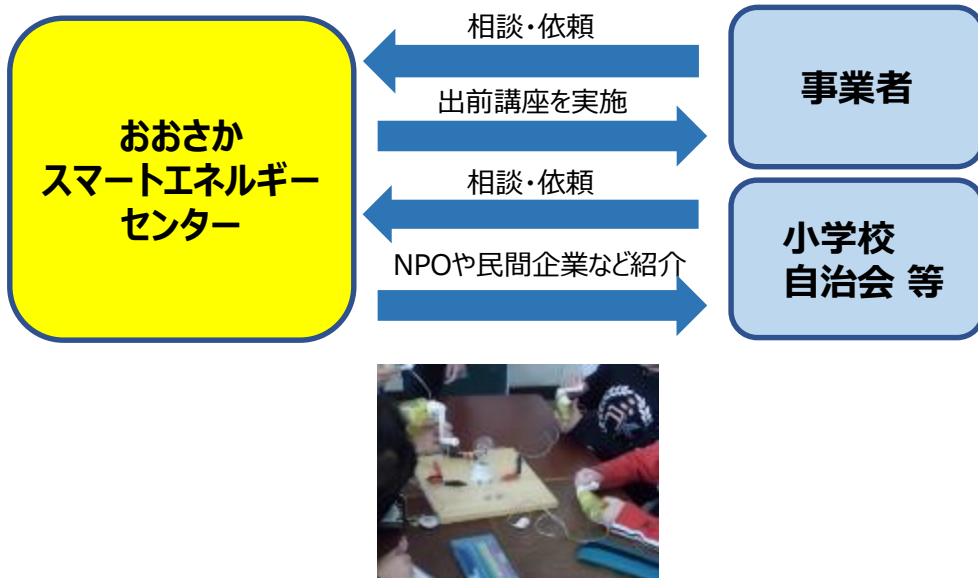 おおさか
スマートエネルギー
センター
相談・依頼
出前講座を実施
相談・依頼
NPOや民間企業など紹介
事業者
小学校
自治会 等